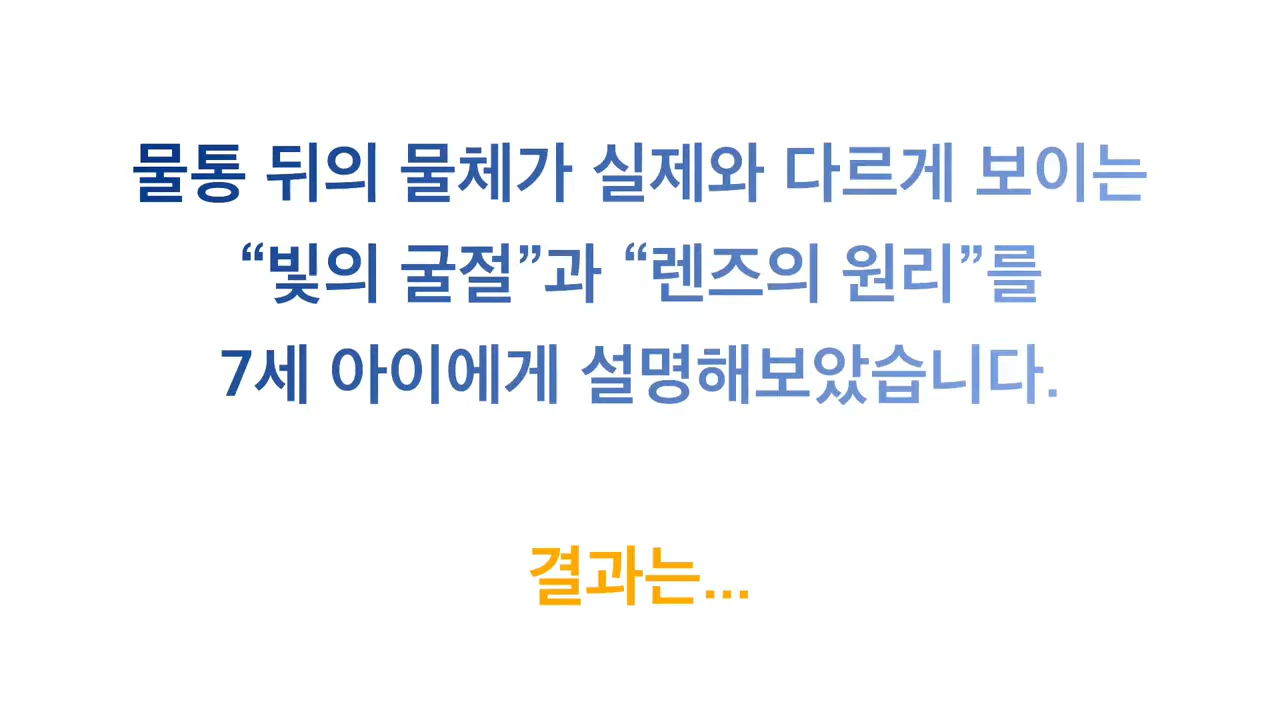 물통 뒤의 물체가 실제와 다르게 보이는
“빛의 굴절”과 “렌즈의 원리”를
7세 아이에게 설명해보았습니다.
결과는...